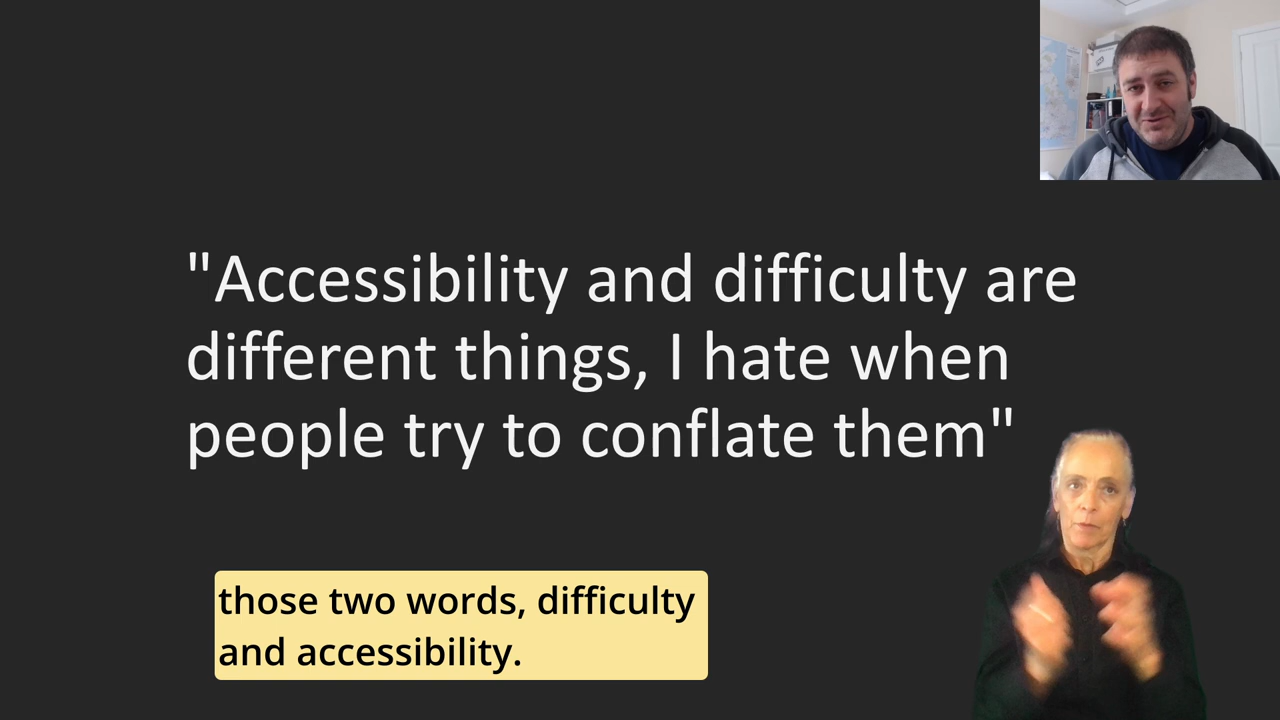 "Accessibility and difficulty are
different things, I hate when
people try to conflate them"
those two words, difficulty
and accessibility.